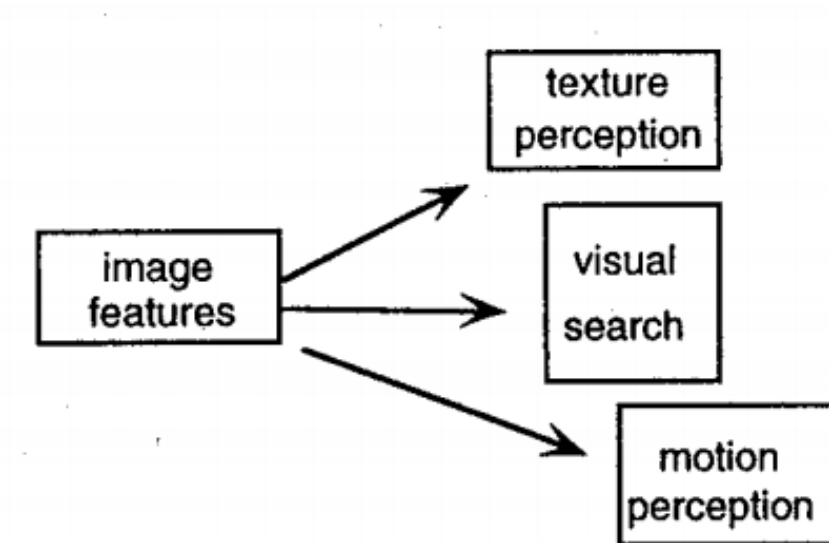 texture
perception
image
features
visual
search
motion
perception